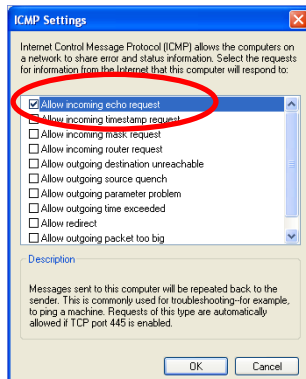 ICMP Settings
Internet Control Message Protocol (ICMP) allows the computers on
a network to share error and status information. Select the requests
for information from the Internet that this computer will respond to:
Allow incoming echo request
Allow incoming timestamp request
Allow incoming mask request
Allow incoming router request
Allow outgoing destination unreachable
Allow outgoing source quench
Allow outgoing parameter problem
Allow outgoing time exceeded
Allow redirect
Allow outgoing packet too big
Description
Messages sent to this computer will be repeated back to the
sender. This is commonly used for troubleshooting--for example,
to ping a machine. Requests of this type are automatically
allowed if TCP port 445 is enabled.
OK
Cancel